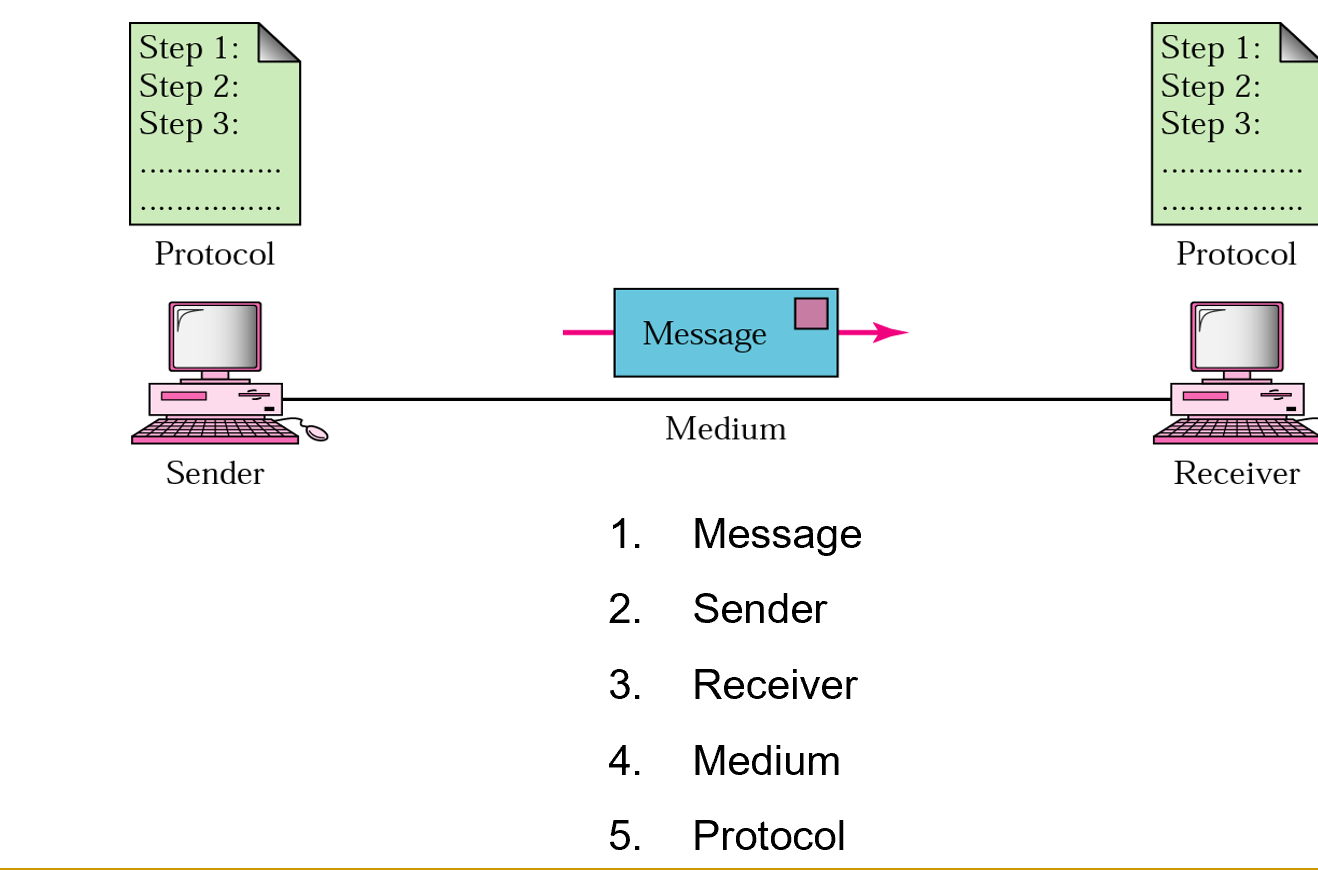 Step 1:
Step 2:
Step 3:
................
................
Protocol
Sender
Message
Medium
Step 1:
Step 2:
Step 3:
................
................
Protocol
Receiver
1. Message
2. Sender
3. Receiver
4. Medium
5. Protocol